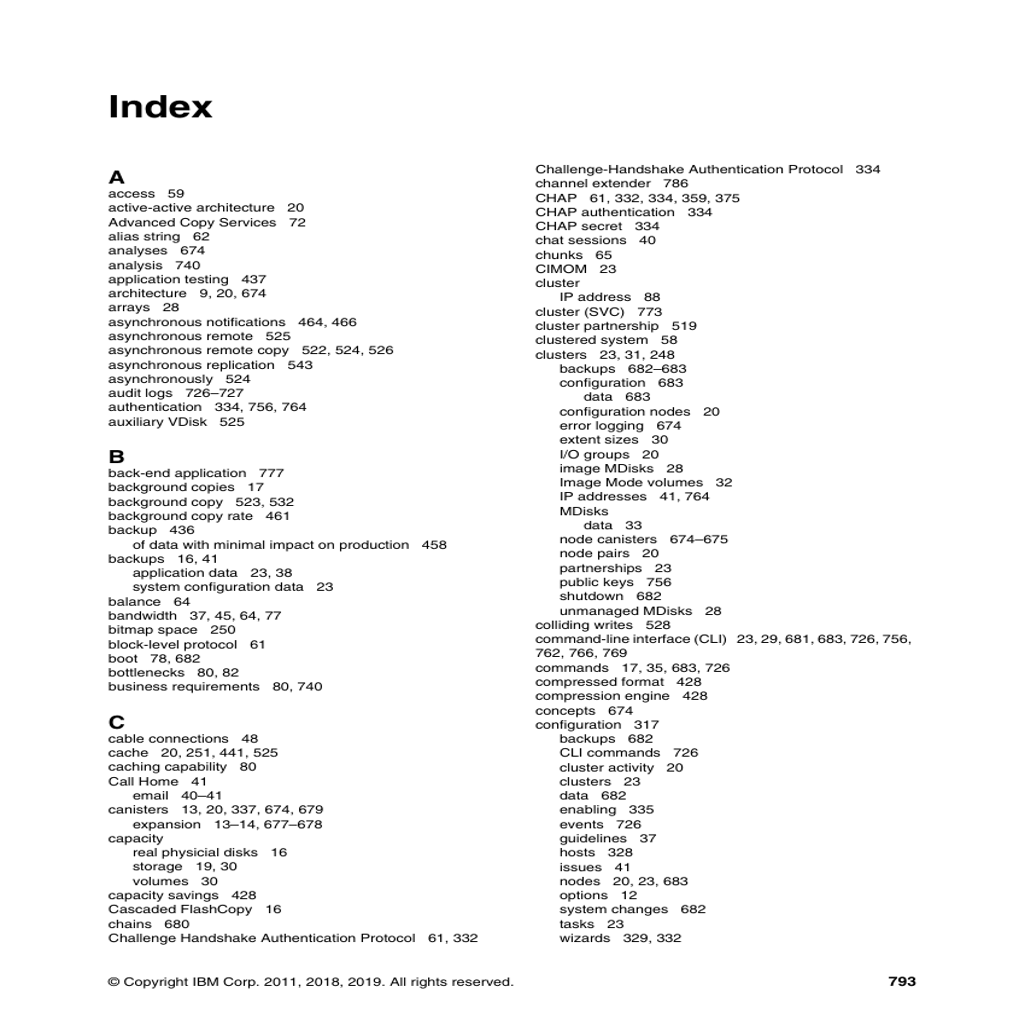 Index
A
access 59
active-active architecture 20
Advanced Copy Services 72
alias string 62
analyses 674
analysis 740
application testing 437
architecture 9, 20, 674
arrays 28
asynchronous notifications 464, 466
asynchronous remote 525
asynchronous remote copy 522, 524, 526
asynchronous replication 543
asynchronously 524
audit logs 726–727
authentication 334, 756, 764
auxiliary VDisk 525
B
back-end application 777
background copies 17
background copy 523, 532
background copy rate 461
backup 436
of data with minimal impact on production 458
backups 16, 41
application data 23, 38
system configuration data 23
balance 64
bandwidth 37, 45, 64, 77
bitmap space 250
block-level protocol 61
boot 78, 682
bottlenecks 80, 82
business requirements 80, 740
C
cable connections 48
cache 20, 251, 441, 525
caching capability 80
Call Home 41
email 40–41
canisters 13, 20, 337, 674, 679
expansion 13–14, 677–678
capacity
real physicial disks 16
storage 19, 30
volumes 30
capacity savings 428
Cascaded FlashCopy 16
chains 680
Challenge Handshake Authentication Protocol 61, 332
Challenge-Handshake Authentication Protocol 334
channel extender 786
CHAP 61, 332, 334, 359, 375
CHAP authentication 334
CHAP secret 334
chat sessions 40
chunks 65
CIMOM 23
cluster
IP address 88
cluster (SVC) 773
cluster partnership 519
clustered system 58
clusters 23, 31, 248
backups 682–683
configuration 683
data 683
configuration nodes 20
error logging 674
extent sizes 30
I/O groups 20
image MDisks 28
Image Mode volumes 32
IP addresses 41, 764
MDisks
data 33
node canisters 674–675
node pairs 20
partnerships 23
public keys 756
shutdown 682
unmanaged MDisks 28
colliding writes 528
command-line interface (CLI) 23, 29, 681, 683, 726, 756,
762, 766, 769
commands 17, 35, 683, 726
compressed format 428
compression engine 428
concepts 674
configuration 317
backups 682
CLI commands 726
cluster activity 20
clusters 23
data 682
enabling 335
events 726
guidelines 37
hosts 328
issues 41
nodes 20, 23, 683
options 12
system changes 682
tasks 23
wizards 329, 332
© Copyright IBM Corp. 2011, 2018, 2019. All rights reserved.
793